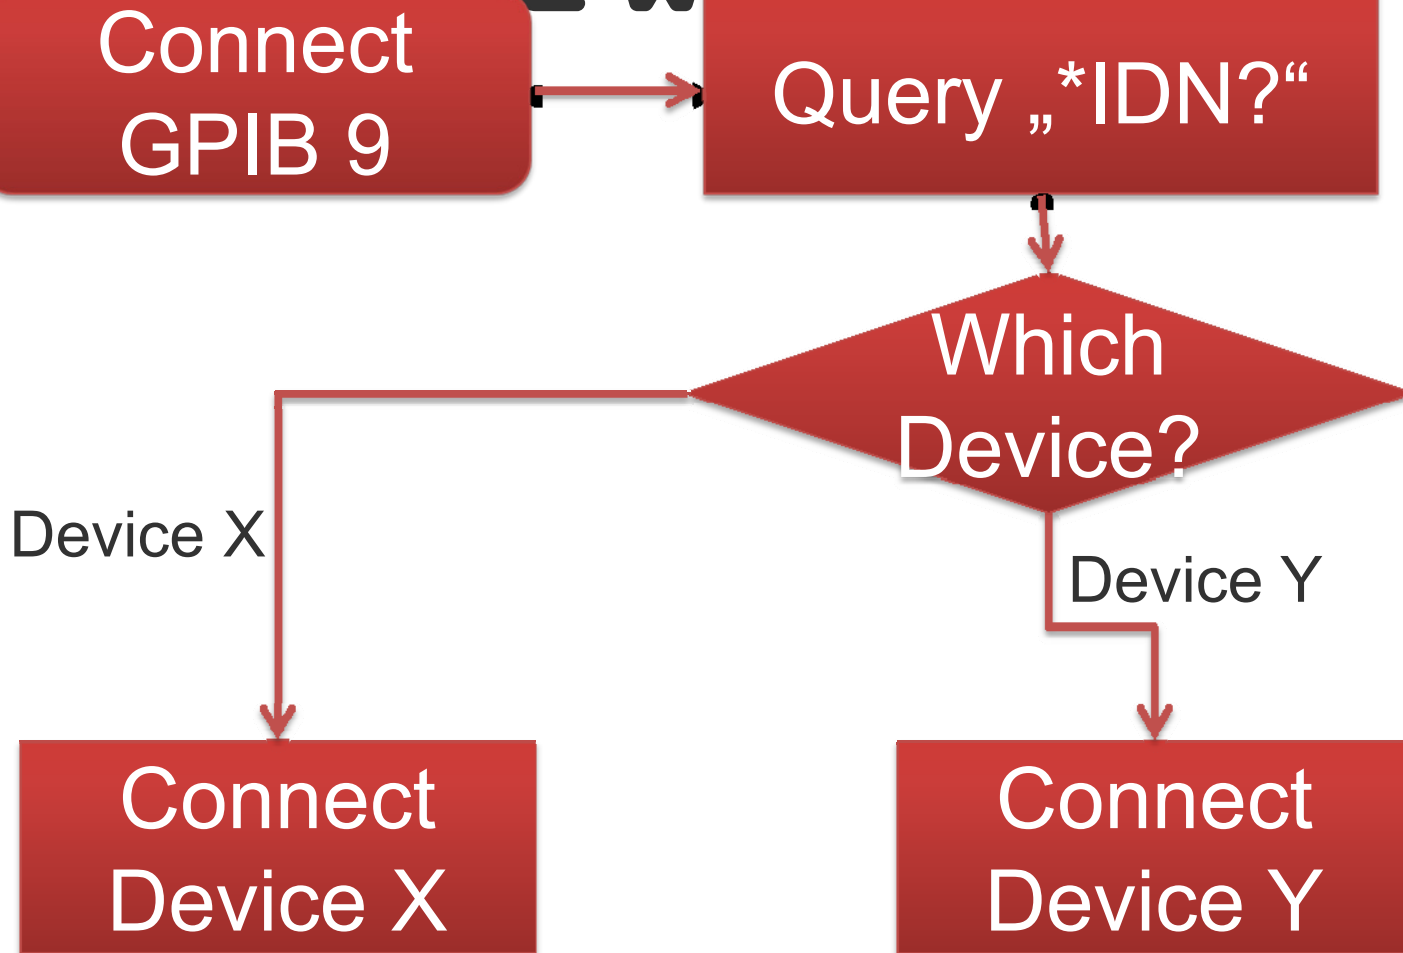 Connect
GPIB 9
Query „*IDN?“
Which
Device?
Device X
Device Y
Connect
Device X
Connect
Device Y